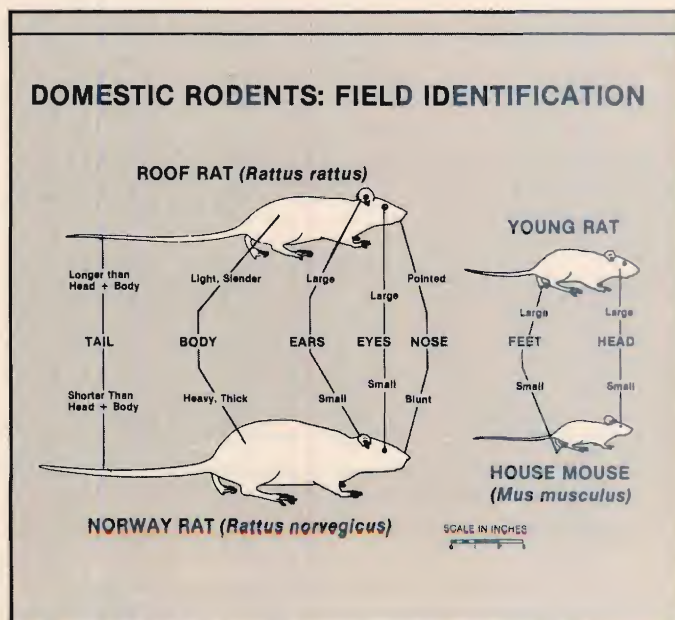 DOMESTIC RODENTS: FIELD IDENTIFICATION
ROOF RAT (Rattus rattus)
Longer than
Head + Body
Light, Slender
Large
Large
Pointed
TAIL
BODY
EARS
EYES
NOSE
Shorter Than
Head + Body
Heavy, Thick
Small
Small
Blunt
NORWAY RAT (Rattus norvegicus)
YOUNG RAT
Large
Large
FEET
HEAD
Small
Small
HOUSE MOUSE
(Mus musculus)
SCALE IN INCHES